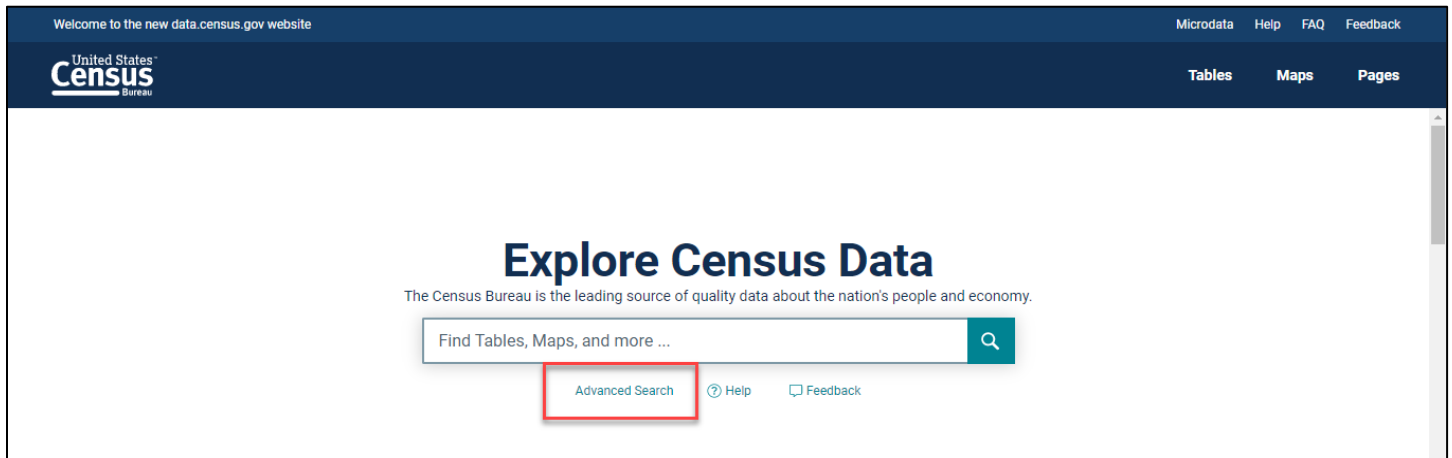 Welcome to the new data.census.gov website
Microdata Help FAQ Feedback
United States™
Census
Bureau
Tables Maps Pages
Explore Census Data
The Census Bureau is the leading source of quality data about the nation's people and economy.
Find Tables, Maps, and more ...
Advanced Search Help Feedback